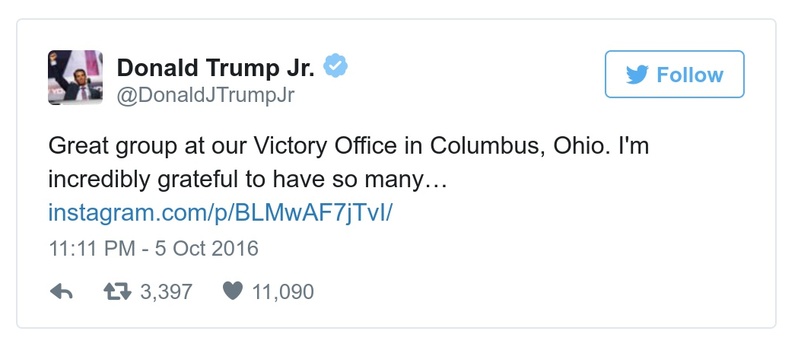 Donald Trump Jr.
@DonaldJTrumpJr
Follow
Great group at our Victory Office in Columbus, Ohio. I'm
incredibly grateful to have so many…
instagram.com/p/BLMwAF7jTvI/
11:11 PM - 5 Oct 2016
3,397 11,090